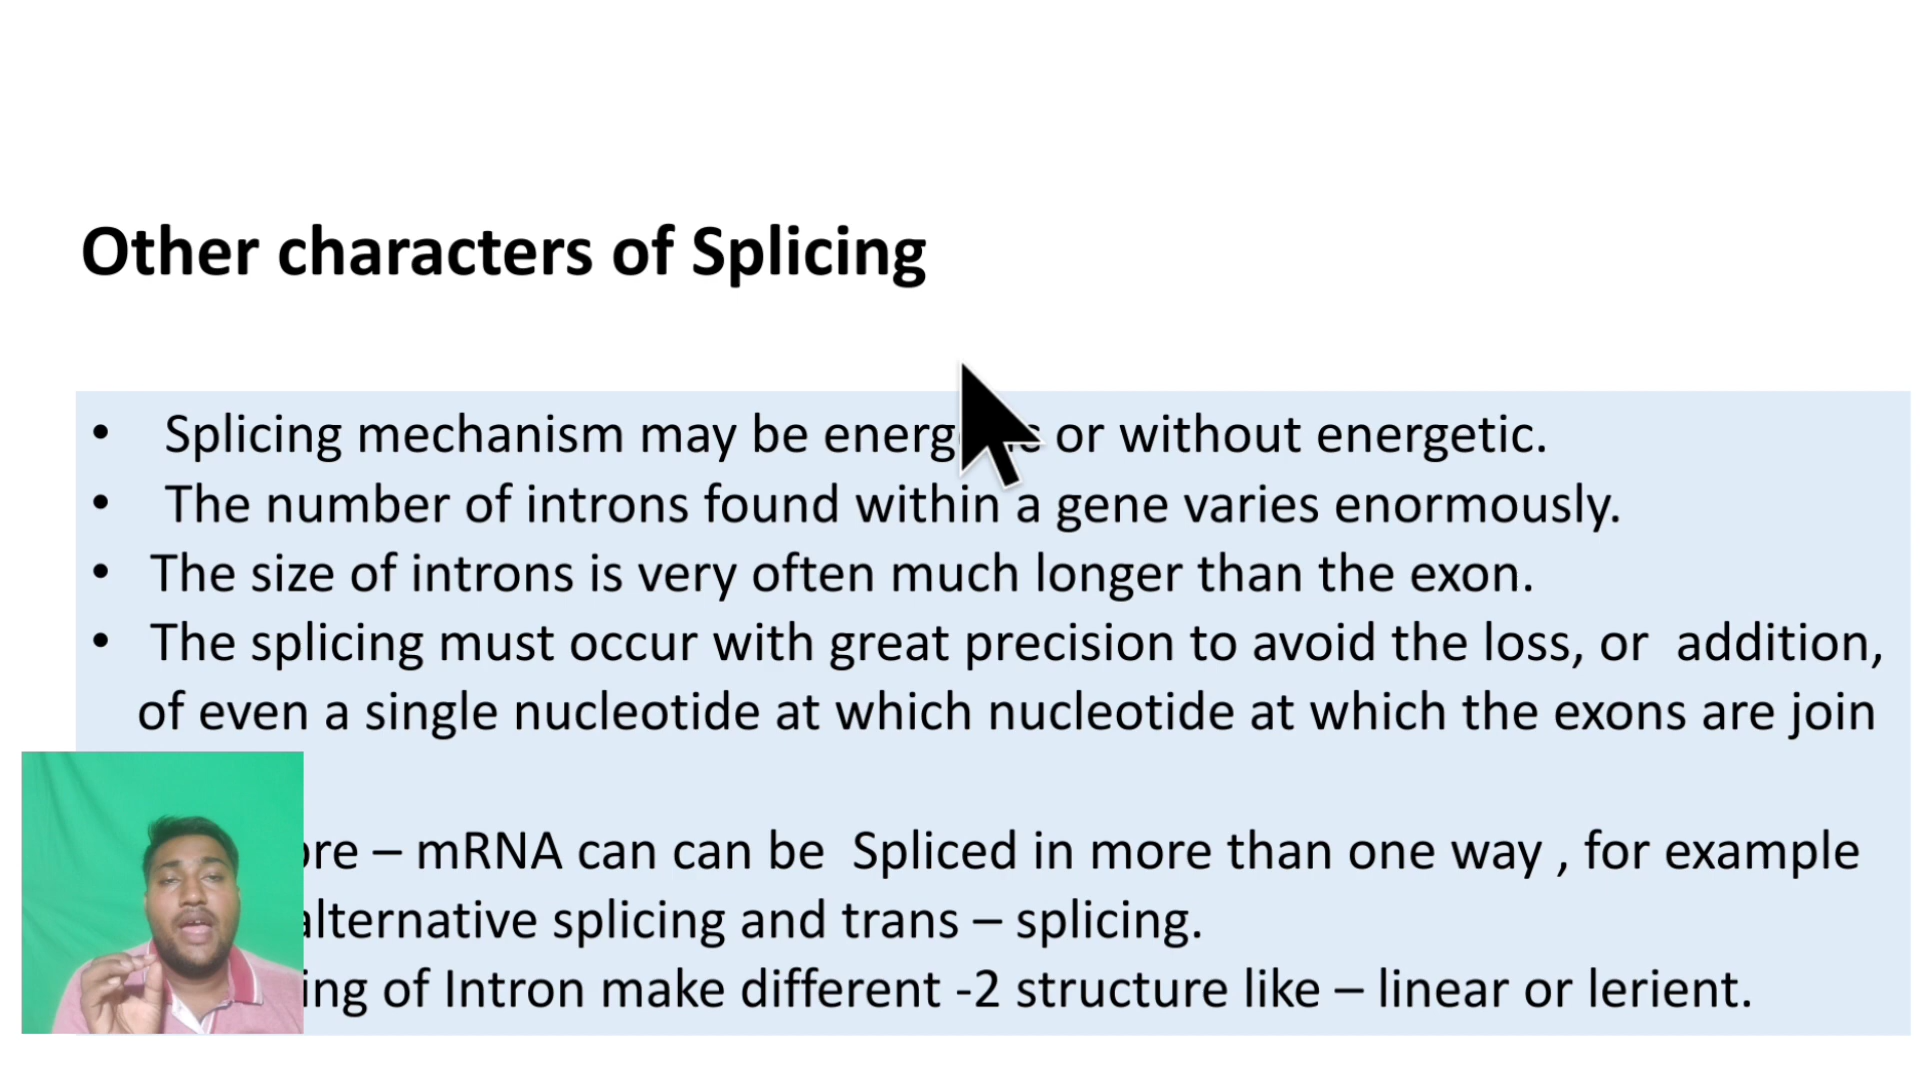 Other characters of Splicing
• Splicing mechanism may be energetic or without energetic.
• The number of introns found within a gene varies enormously.
• The size of introns is very often much longer than the exon.
• The splicing must occur with great precision to avoid the loss, or addition,
of even a single nucleotide at which nucleotide at which the exons are join
– mRNA can can be Spliced in more than one way , for example
alternative splicing and trans – splicing.
of Intron make different -2 structure like – linear or lerient.